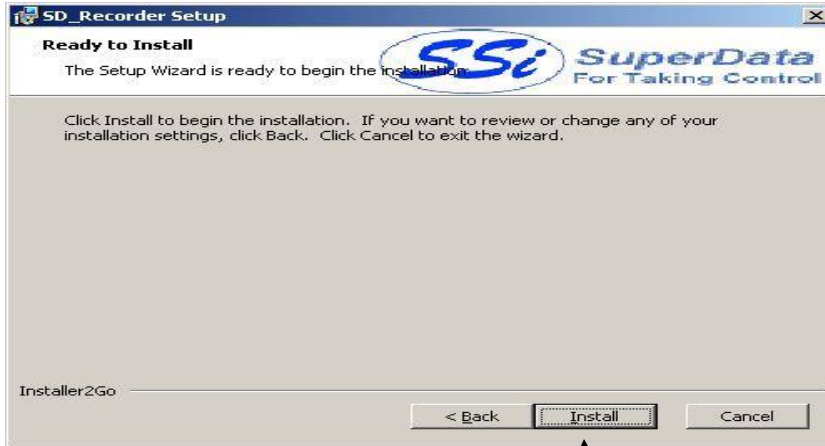 SD_Recorder Setup
Ready to Install
The Setup Wizard is ready to begin the installation
SSi
SuperData
For Taking Control
Click Install to begin the installation. If you want to review or change any of your
installation settings, click Back. Click Cancel to exit the wizard.
Installer2Go
< Back
Install
Cancel